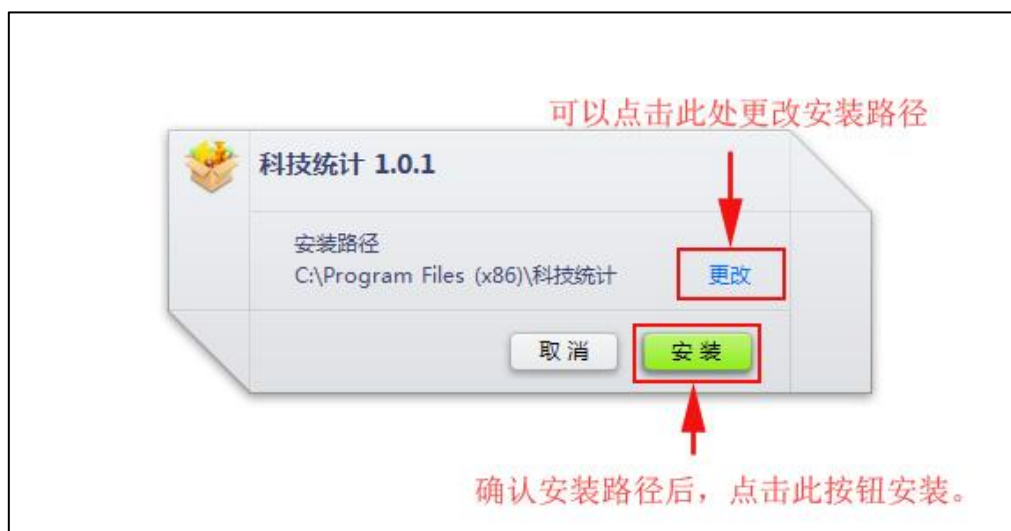 可以点击此处更改安装路径
科技统计 1.0.1
安装路径
C:\Program Files (x86)\科技统计 更改
取消 安装
确认安装路径后，点击此按钮安装。